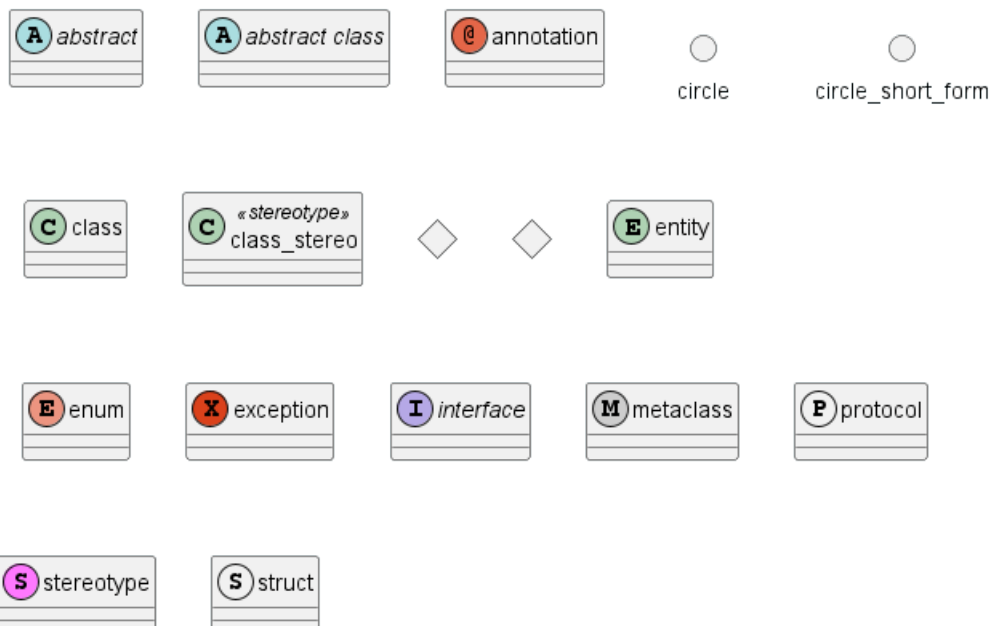 A abstract
A abstract class
@ annotation
circle
circle_short_form
C class
«stereotype»
C class_stereo
E entity
E enum
X exception
I interface
M metaclass
P protocol
S stereotype
S struct